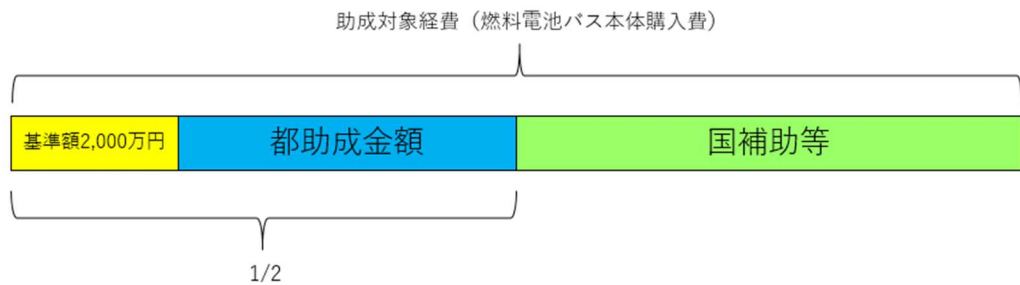 助成対象経費（燃料電池バス本体購入費）
基準額2,000万円
都助成金額
国補助等
1/2